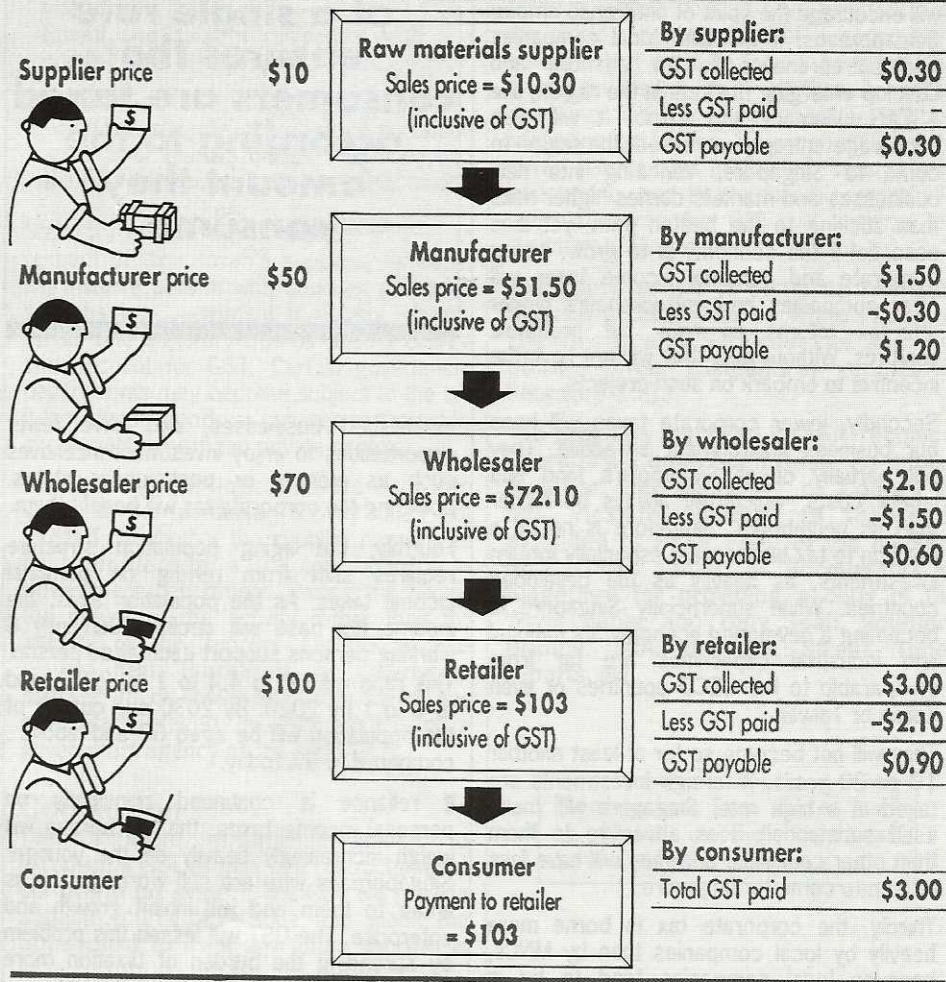 Supplier price $10
Raw materials supplier
Sales price = $10.30
(inclusive of GST)
By supplier:
GST collected $0.30
Less GST paid –
GST payable $0.30
$
Manufacturer price $50
Manufacturer
Sales price = $51.50
(inclusive of GST)
By manufacturer:
GST collected $1.50
Less GST paid –$0.30
GST payable $1.20
$
Wholesaler price $70
Wholesaler
Sales price = $72.10
(inclusive of GST)
By wholesaler:
GST collected $2.10
Less GST paid –$1.50
GST payable $0.60
$
Retailer price $100
Retailer
Sales price = $103
(inclusive of GST)
By retailer:
GST collected $3.00
Less GST paid –$2.10
GST payable $0.90
$
Consumer
Consumer
Payment to retailer
= $103
By consumer:
Total GST paid $3.00